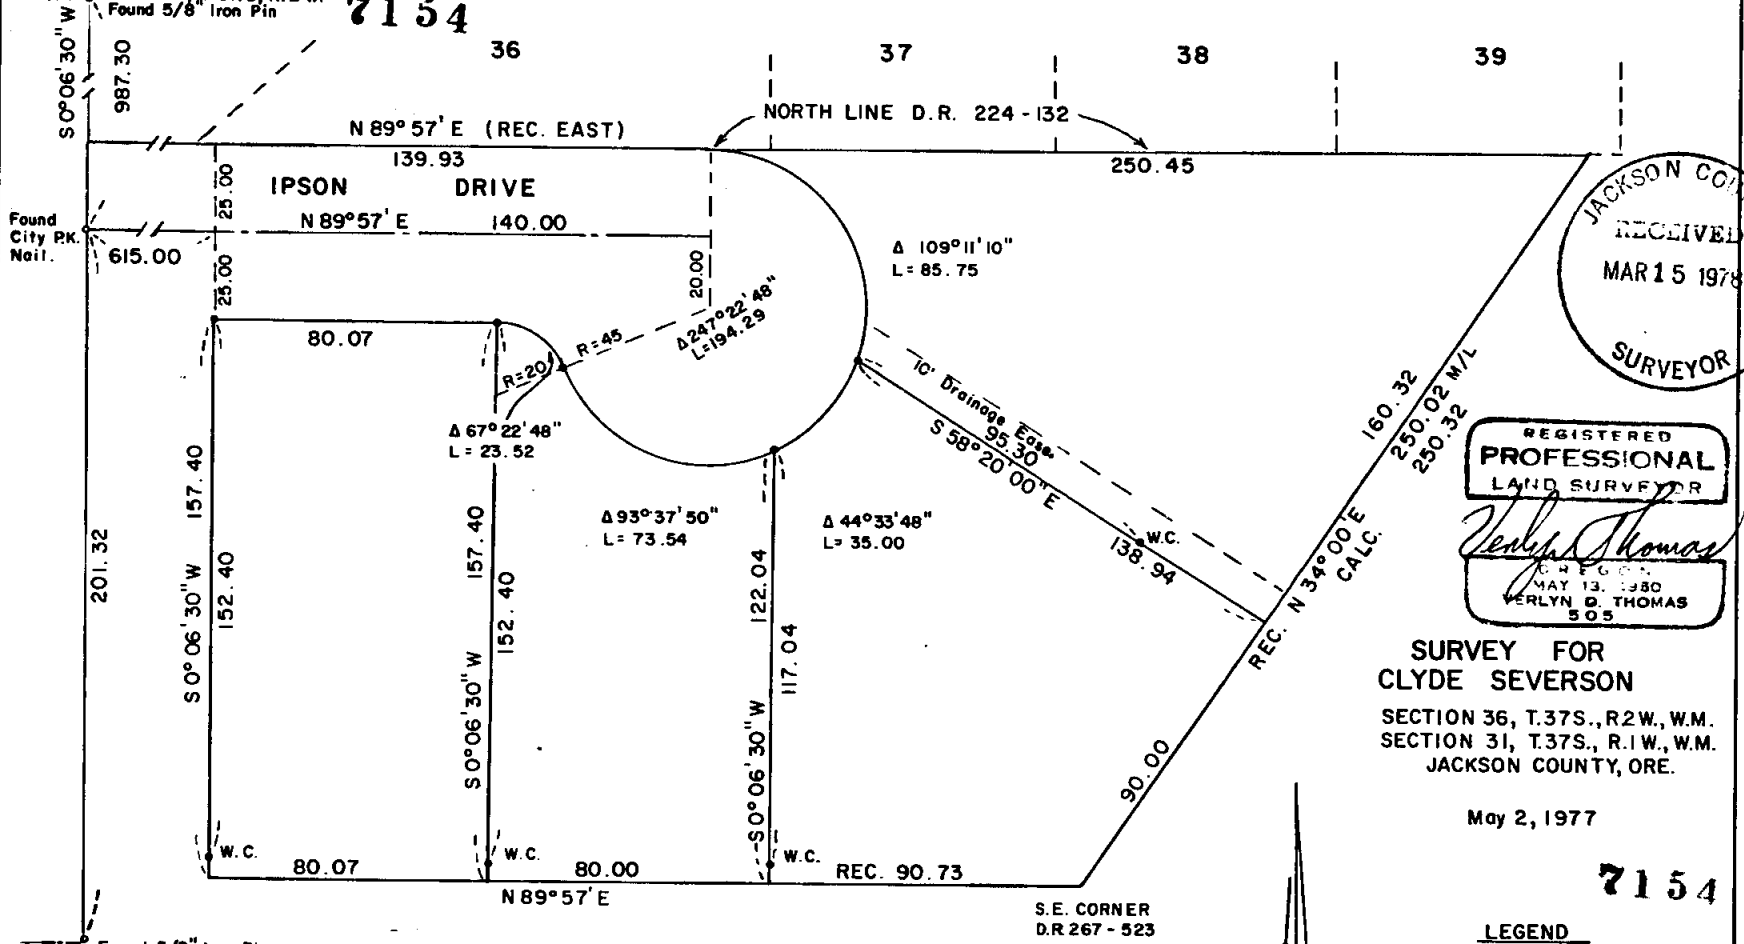 Found 5/8" Iron Pin
7154
S 0°06'30" W
987.30
36
37
38
39
NORTH LINE D.R. 224-132
N 89°57' E (REC. EAST)
139.93
250.45
IPSON DRIVE
25.00
N 89°57' E 140.00
Found
City P.K.
Nail.
615.00
25.00
20.00
Δ 109°11'10"
L= 85.75
JACKSON
RECEIVED
MAR 15 1978
SURVEYOR
80.07
R=20
R=45
Δ247°22'48"
L=194.29
Δ 67°22'48"
L= 23.52
10' Drainage Ease.
95.30
S 58°20'00" E
138.94
W.C.
160.32
250.02 M/L
250.32
REC. N 34°00' E
CALC.
90.00
Δ 93°37'50"
L= 73.54
Δ 44°33'48"
L= 35.00
201.32
157.40
S 0°06'30" W
152.40
157.40
S 0°06'30" W
152.40
122.04
S 0°06'30" W
117.04
REGISTERED
PROFESSIONAL
LAND SURVEYOR
Verlyn D Thomas
OREGON
MAY 13, 1980
VERLYN D. THOMAS
505
SURVEY FOR
CLYDE SEVERSON
SECTION 36, T.37S., R.2W., W.M.
SECTION 31, T.37S., R.1W., W.M.
JACKSON COUNTY, ORE.
May 2, 1977
7154
W.C.
80.07
W.C.
80.00
W.C.
REC. 90.73
N 89°57' E
S.E. CORNER
D.R 267-523
LEGEND